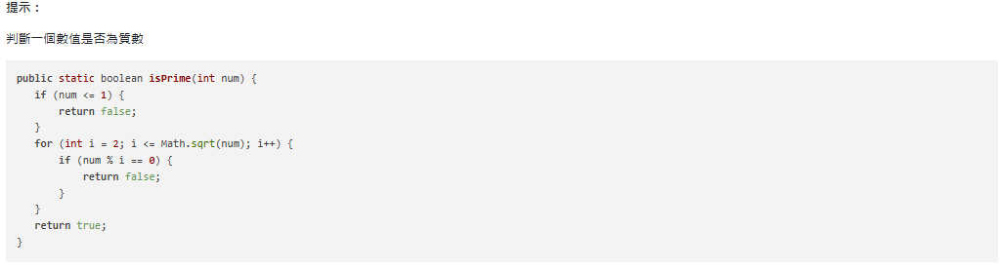 提示：
判斷一個數值是否為質數
public static boolean isPrime(int num) {
   if (num <= 1) {
       return false;
   }
   for (int i = 2; i <= Math.sqrt(num); i++) {
       if (num % i == 0) {
           return false;
       }
   }
   return true;
}